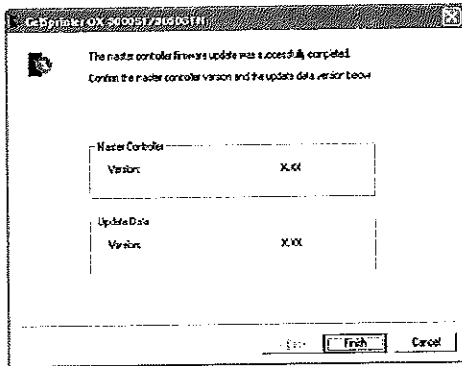 The master controller firmware update was successfully completed.
Confirm the master controller version and the update data version below.
Master Controller
Version: X.XX
Update Data
Version: X.XX
Finish
Cancel